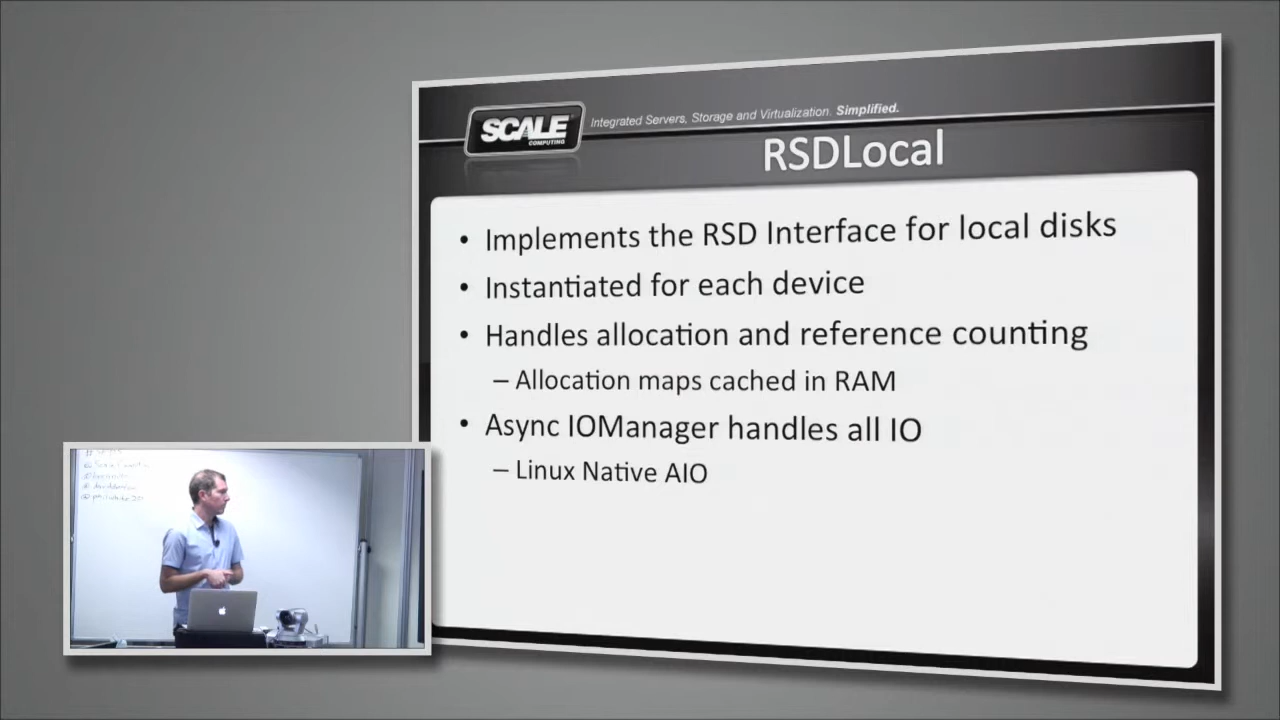 SCALE
COMPUTING
Integrated Servers, Storage and Virtualization. Simplified.
RSDLocal
• Implements the RSD Interface for local disks
• Instantiated for each device
• Handles allocation and reference counting
– Allocation maps cached in RAM
• Async IOManager handles all IO
– Linux Native AIO